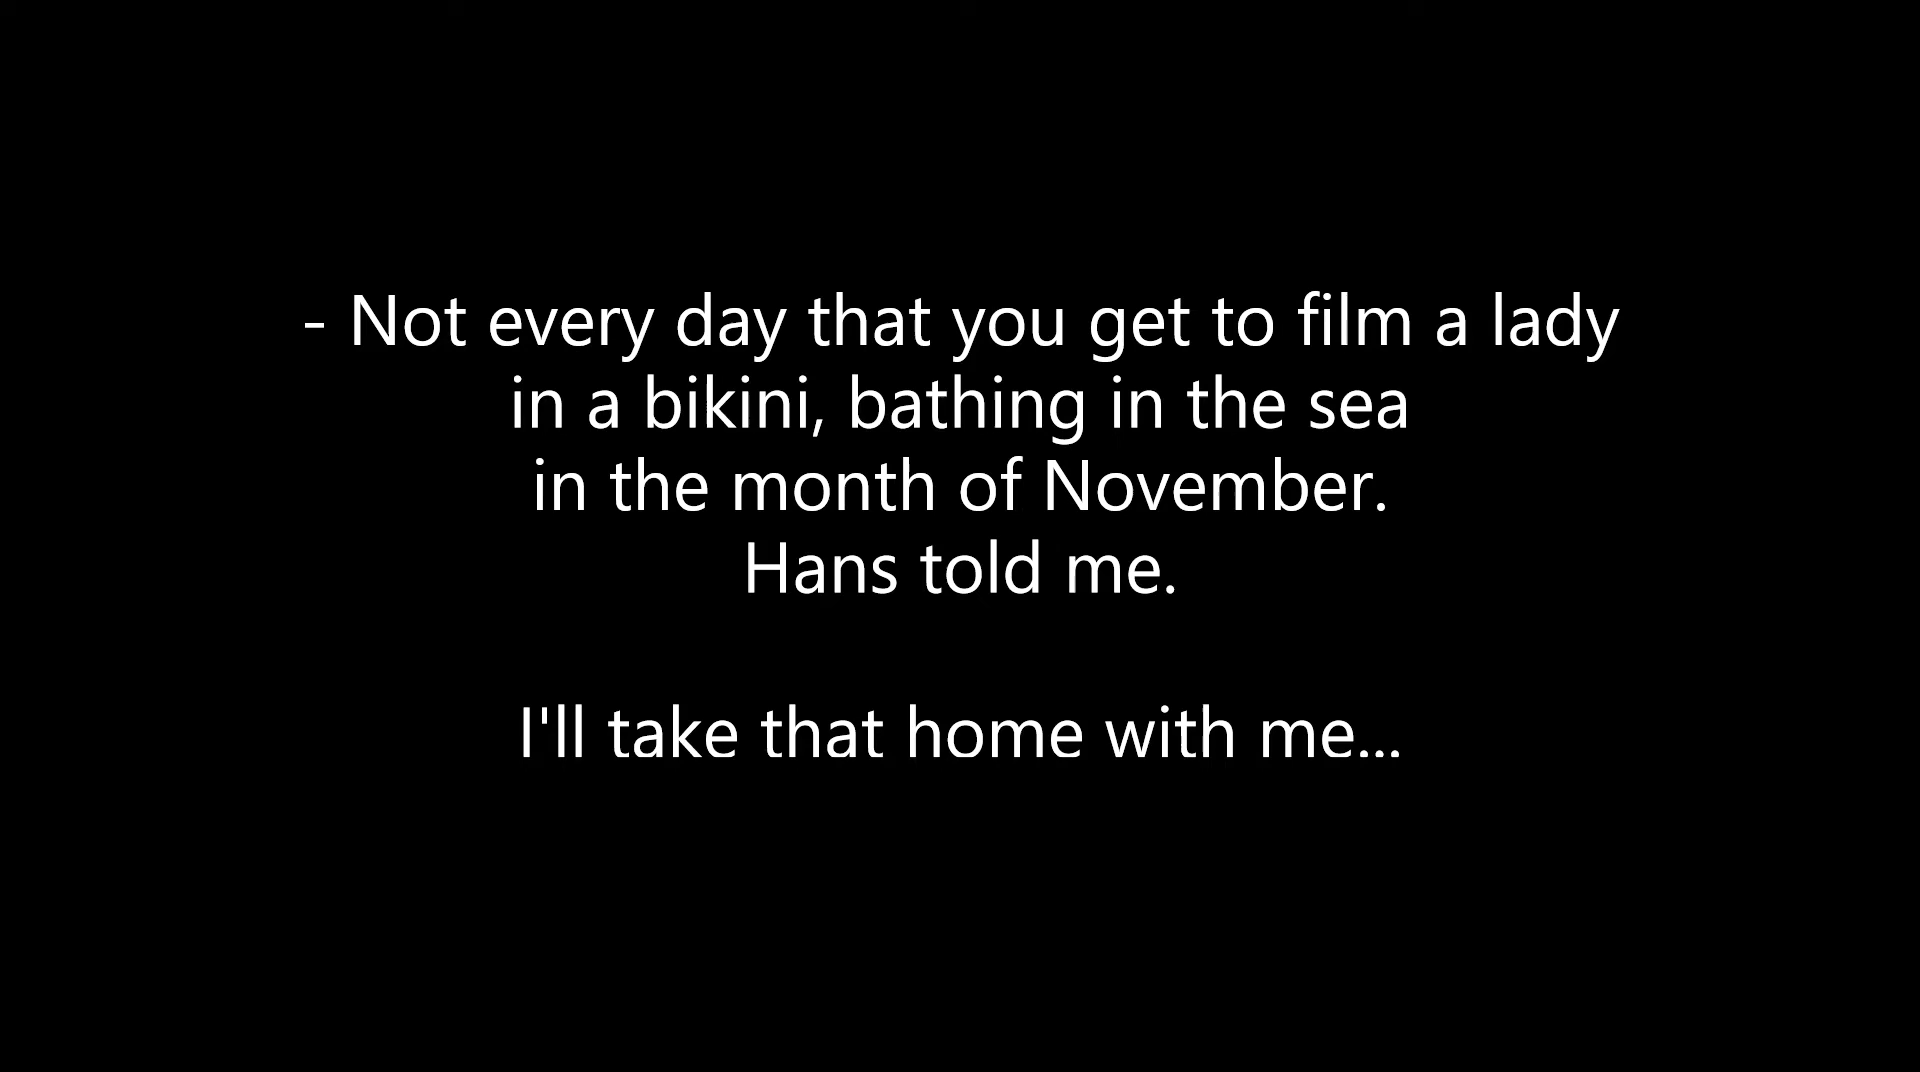 - Not every day that you get to film a lady
in a bikini, bathing in the sea
in the month of November.
Hans told me.
I'll take that home with me...